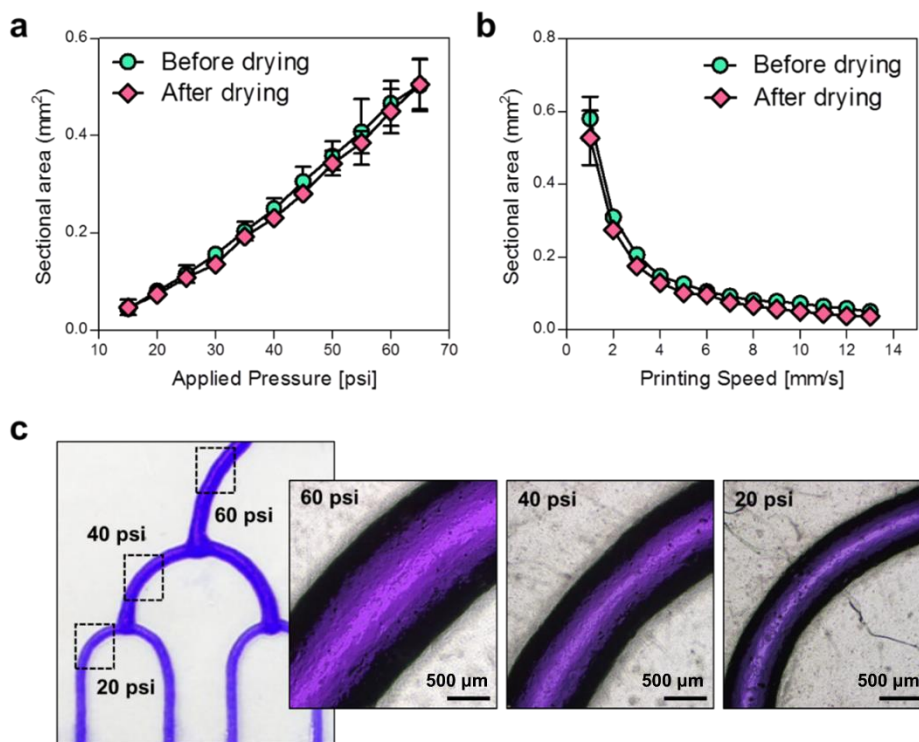 a
0.6
0.4
0.2
0.0
Sectional area (mm²)
Before drying
After drying
10 20 30 40 50 60 70
Applied Pressure [psi]
b
0.8
0.6
0.4
0.2
0.0
Sectional area (mm²)
Before drying
After drying
0 2 4 6 8 10 12 14
Printing Speed [mm/s]
c
60 psi
40 psi
20 psi
60 psi
500 µm
40 psi
500 µm
20 psi
500 µm